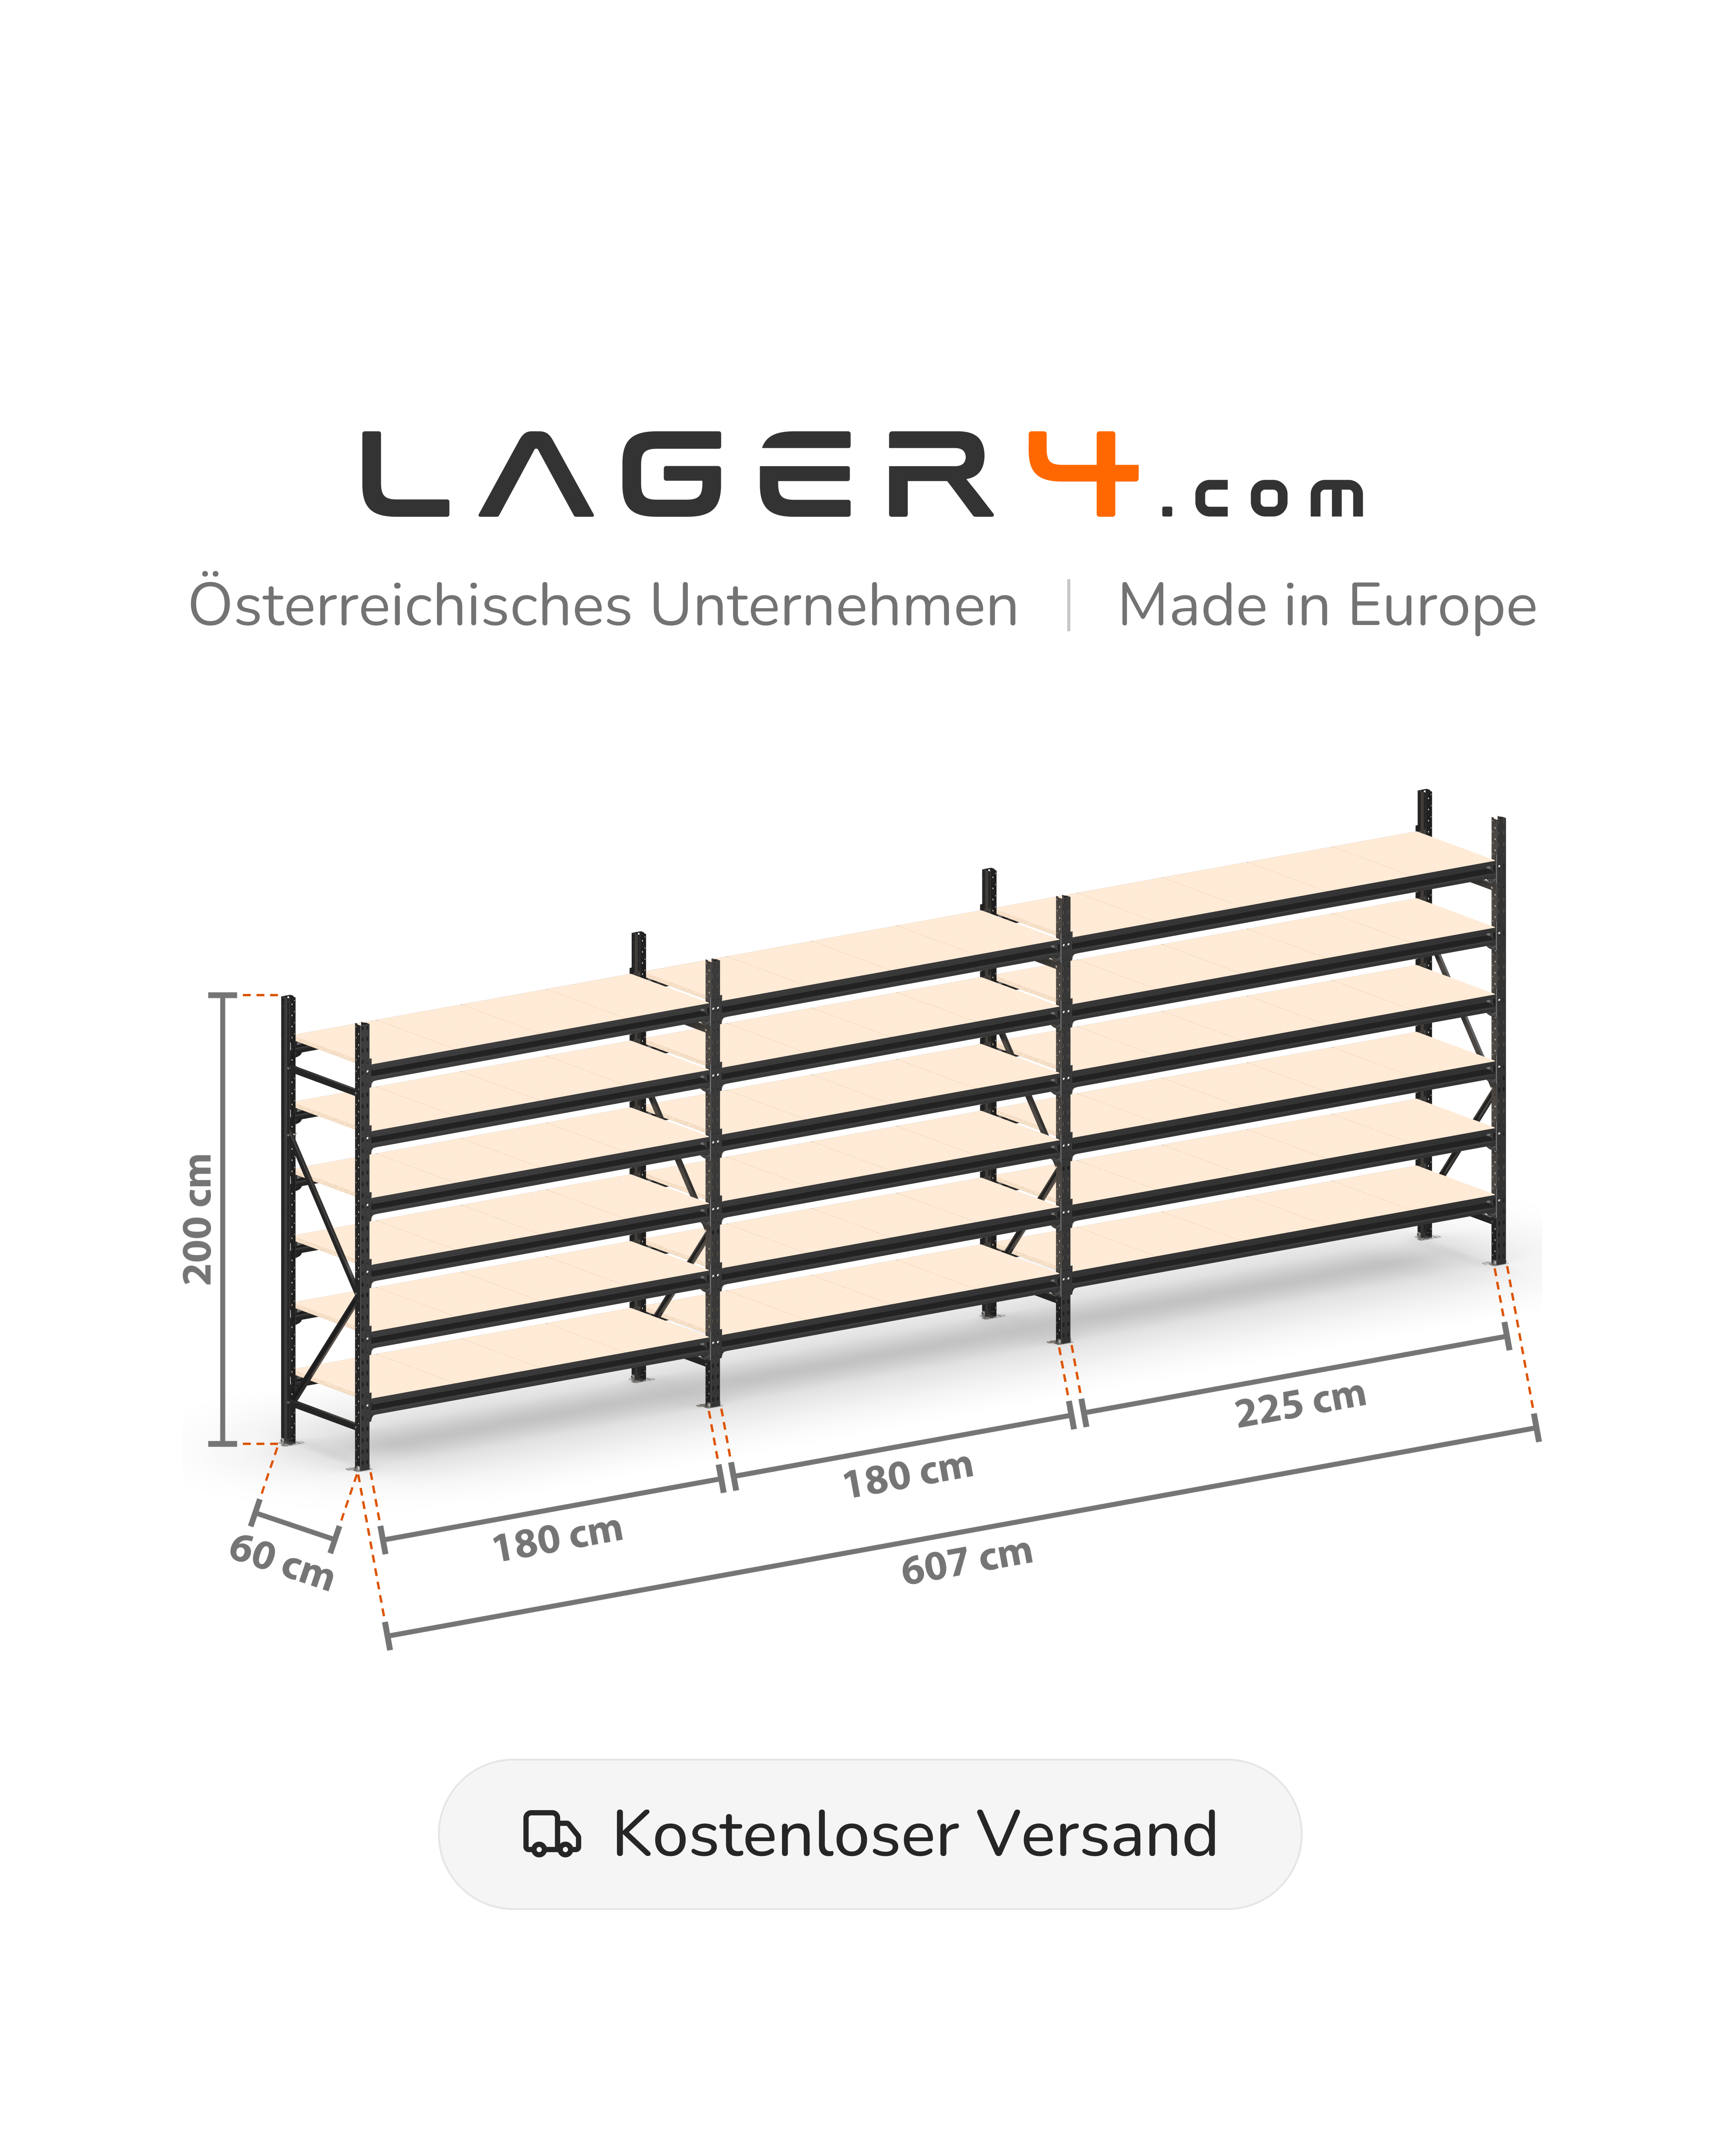 LAGER4.com
Österreichisches Unternehmen | Made in Europe
200 cm
60 cm
180 cm
180 cm
225 cm
607 cm
Kostenloser Versand